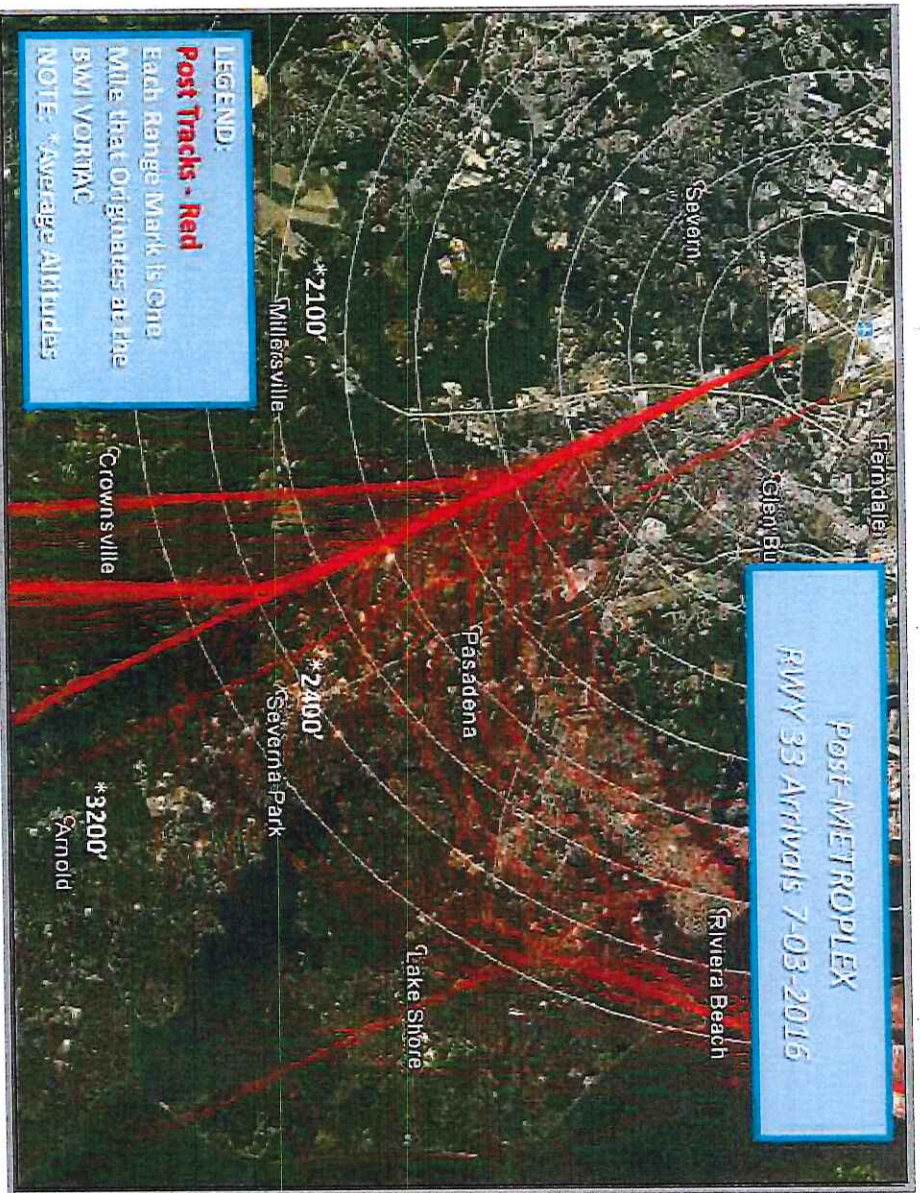 Post-METROPLEX
RWY 33 Arrivals 7-03-2016
Ferndale
Glen Bu
Severn
Riviera Beach
Pasadena
Lake Shore
*2100'
Millersville
*2400'
Severna Park
Crownsville
*3200'
Arnold
LEGEND:
Post Tracks - Red
Each Range Mark is One
Mile that Originates at the
BWI VORTAC
NOTE: *Average Altitudes